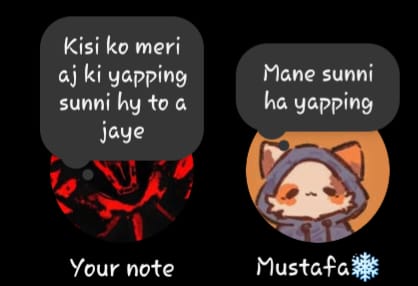 Kisi ko meri
aj ki yapping
sunni hy to a
jaye
Mane sunni
ha yapping
Your note
Mustafa❄️